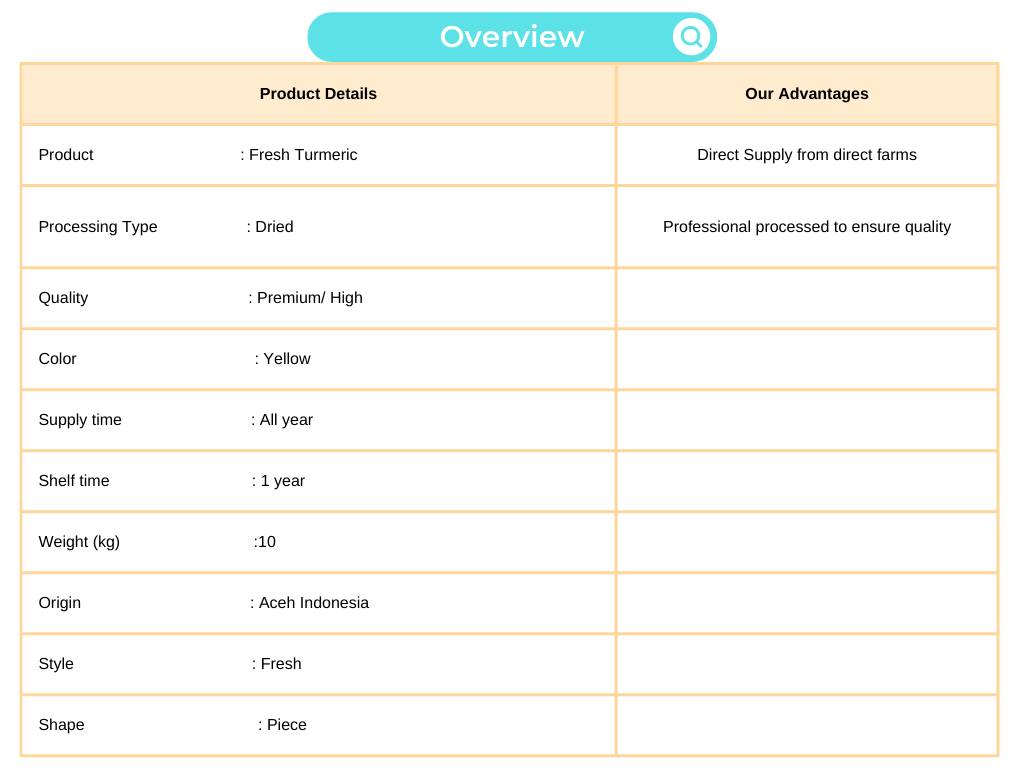 Overview
Product Details Our Advantages
Product : Fresh Turmeric Direct Supply from direct farms
Processing Type : Dried Professional processed to ensure quality
Quality : Premium/ High
Color : Yellow
Supply time : All year
Shelf time : 1 year
Weight (kg) :10
Origin : Aceh Indonesia
Style : Fresh
Shape : Piece